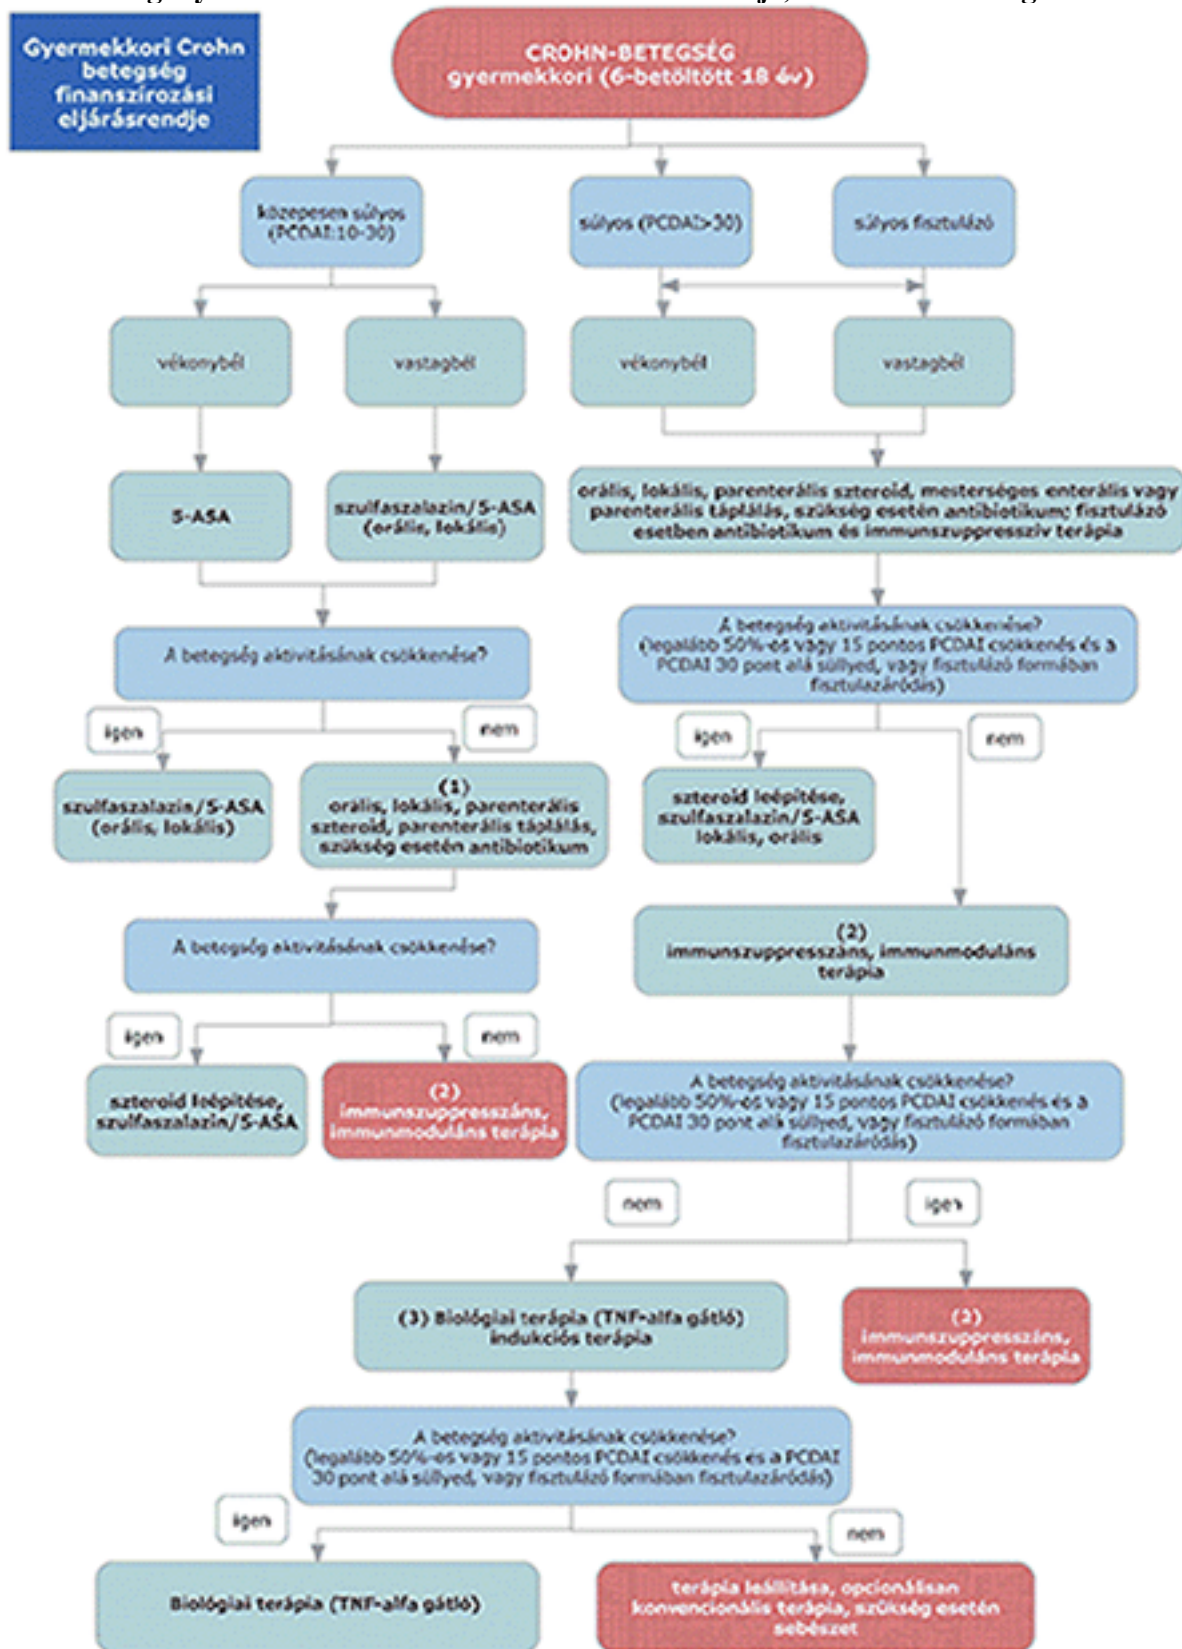 Gyermekkori Crohn
betegség
finanszírozási
eljárásrendje
CROHN-BETEGSÉG
gyermekkori (6-betöltött 18 év)
közepesen súlyos
(PCDAI:10-30)
súlyos (PCDAI>30)
súlyos fisztulázó
vékonybél
vastagbél
vékonybél
vastagbél
5-ASA
szulfaszalazin/5-ASA
(orális, lokális)
orális, lokális, parenterális szteroid, mesterséges enterális vagy
parenterális táplálás, szükség esetén antibiotikum; fisztulázó
esetben antibiotikum és immunszuppresszív terápia
A betegség aktivitásának csökkenése?
A betegség aktivitásának csökkenése?
(legalább 50%-os vagy 15 pontos PCDAI csökkenés és a
PCDAI 30 pont alá süllyed, vagy fisztulázó formában
fisztulazáródás)
igen
nem
igen
nem
szulfaszalazin/5-ASA
(orális, lokális)
(1)
orális, lokális, parenterális
szteroid, parenterális táplálás,
szükség esetén antibiotikum
szteroid leépítése,
szulfaszalazin/5-ASA
lokális, orális
A betegség aktivitásának csökkenése?
(2)
immunszuppresszáns, immunmoduláns
terápia
igen
nem
szteroid leépítése,
szulfaszalazin/5-ASA
(2)
immunszuppresszáns,
immunmoduláns terápia
A betegség aktivitásának csökkenése?
(legalább 50%-os vagy 15 pontos PCDAI csökkenés és a
PCDAI 30 pont alá süllyed, vagy fisztulázó formában
fisztulazáródás)
nem
igen
(3) Biológiai terápia (TNF-alfa gátló)
indukciós terápia
(2)
immunszuppresszáns,
immunmoduláns terápia
A betegség aktivitásának csökkenése?
(legalább 50%-os vagy 15 pontos PCDAI csökkenés és a PCDAI
30 pont alá süllyed, vagy fisztulázó formában fisztulazáródás)
igen
nem
Biológiai terápia (TNF-alfa gátló)
terápia leállítása, opcionálisan
konvencionális terápia, szükség esetén
sebészet